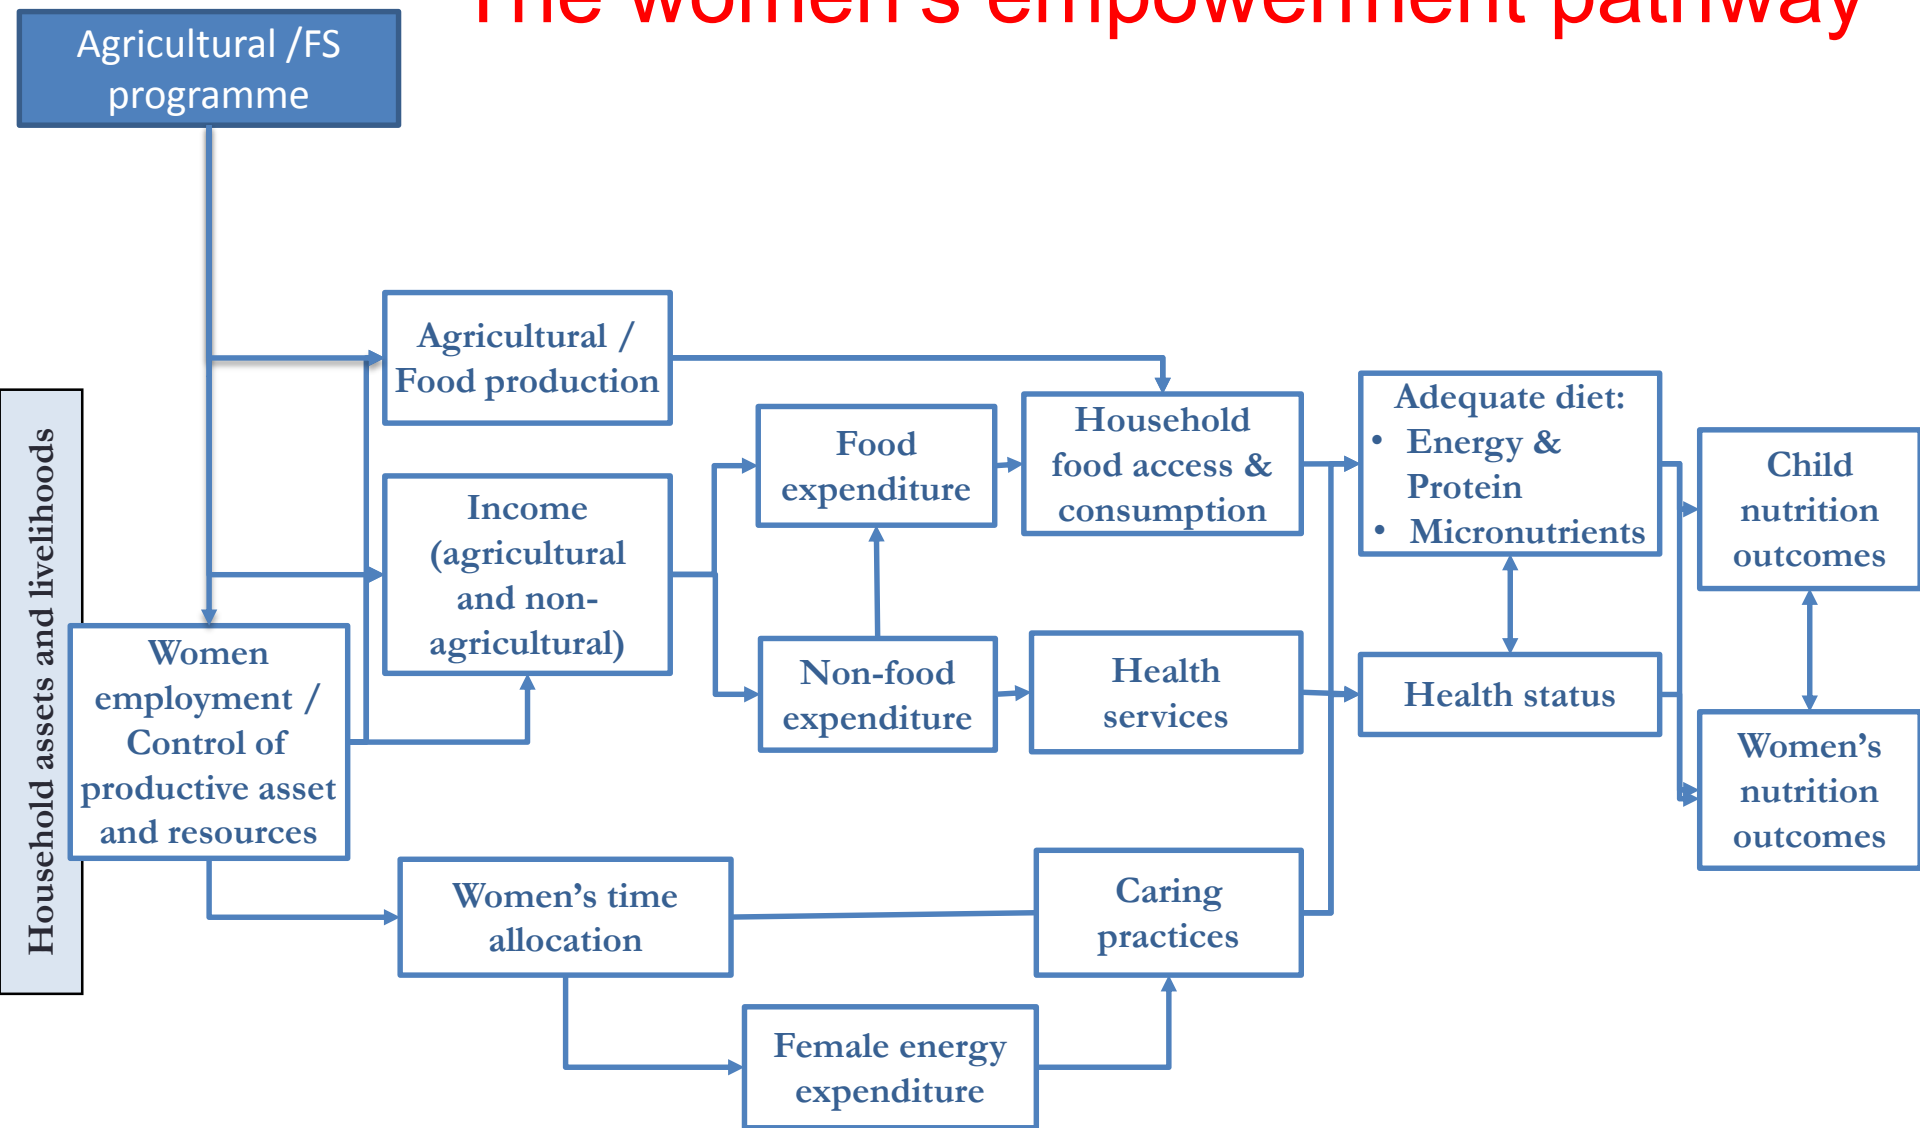 The women's empowerment pathway
Agricultural /FS
programme
Household assets and livelihoods
Agricultural /
Food production
Income
(agricultural
and non-
agricultural)
Women
employment /
Control of
productive asset
and resources
Food
expenditure
Non-food
expenditure
Household
food access &
consumption
Health
services
Adequate diet:
• Energy &
Protein
• Micronutrients
Health status
Child
nutrition
outcomes
Women’s
nutrition
outcomes
Women’s time
allocation
Caring
practices
Female energy
expenditure